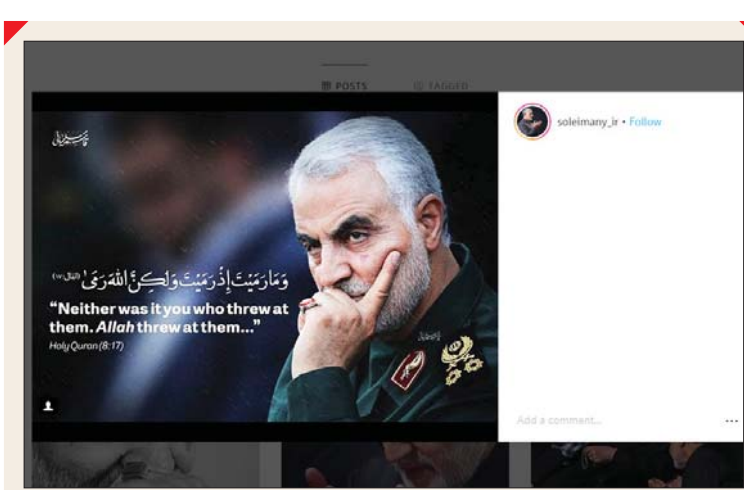 POSTS
TAGGED
soleimany_ir • Follow
وَمَا رَمَيْتَ إِذْ رَمَيْتَ وَلَٰكِنَّ اللَّهَ رَمَىٰ
“Neither was it you who threw at
them. Allah threw at them...”
Holy Quran (8:17)
Add a comment...